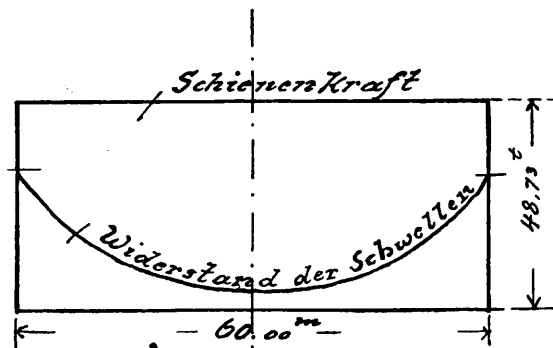 Schienenkraft
Widerstand der Schwellen
48,73 t
60.00 m